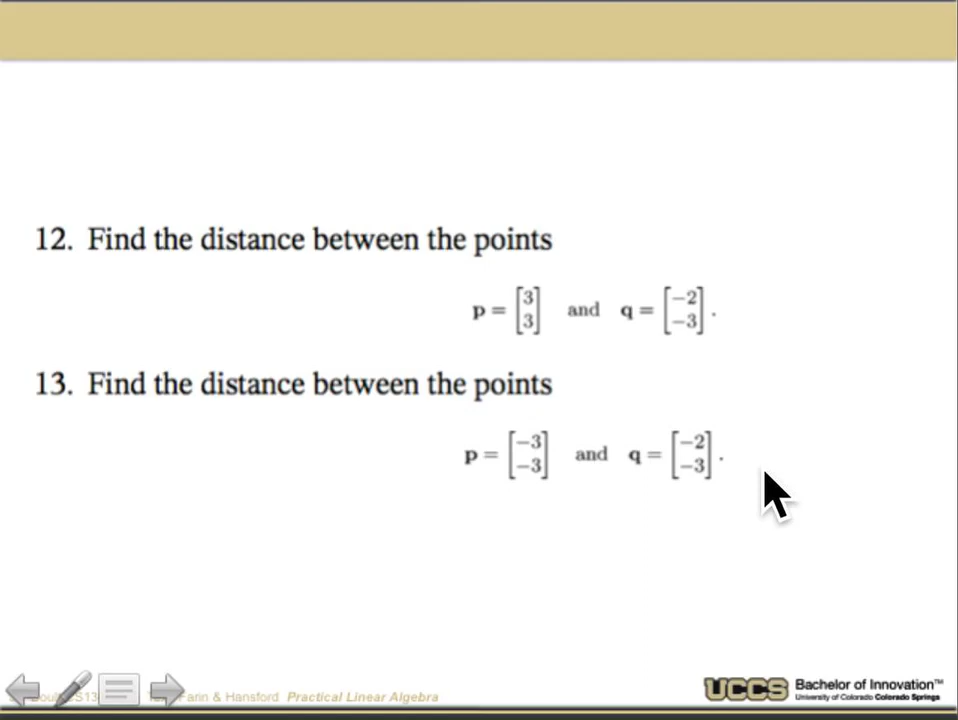 12. Find the distance between the points
p = [3 3] and q = [−2 −3].
13. Find the distance between the points
p = [−3 −3] and q = [−2 −3].
Farin & Hansford Practical Linear Algebra
UCCS Bachelor of Innovation™
University of Colorado Colorado Springs